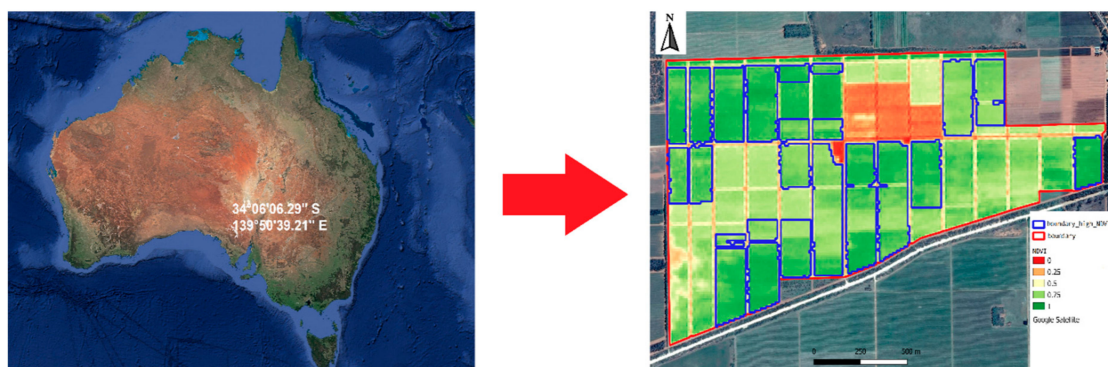 34°06'06.29" S
139°50'39.21" E
N
boundary_high_NDVI
boundary
NDVI
0
0.25
0.5
0.75
1
Google Satellite
0 250 500 m